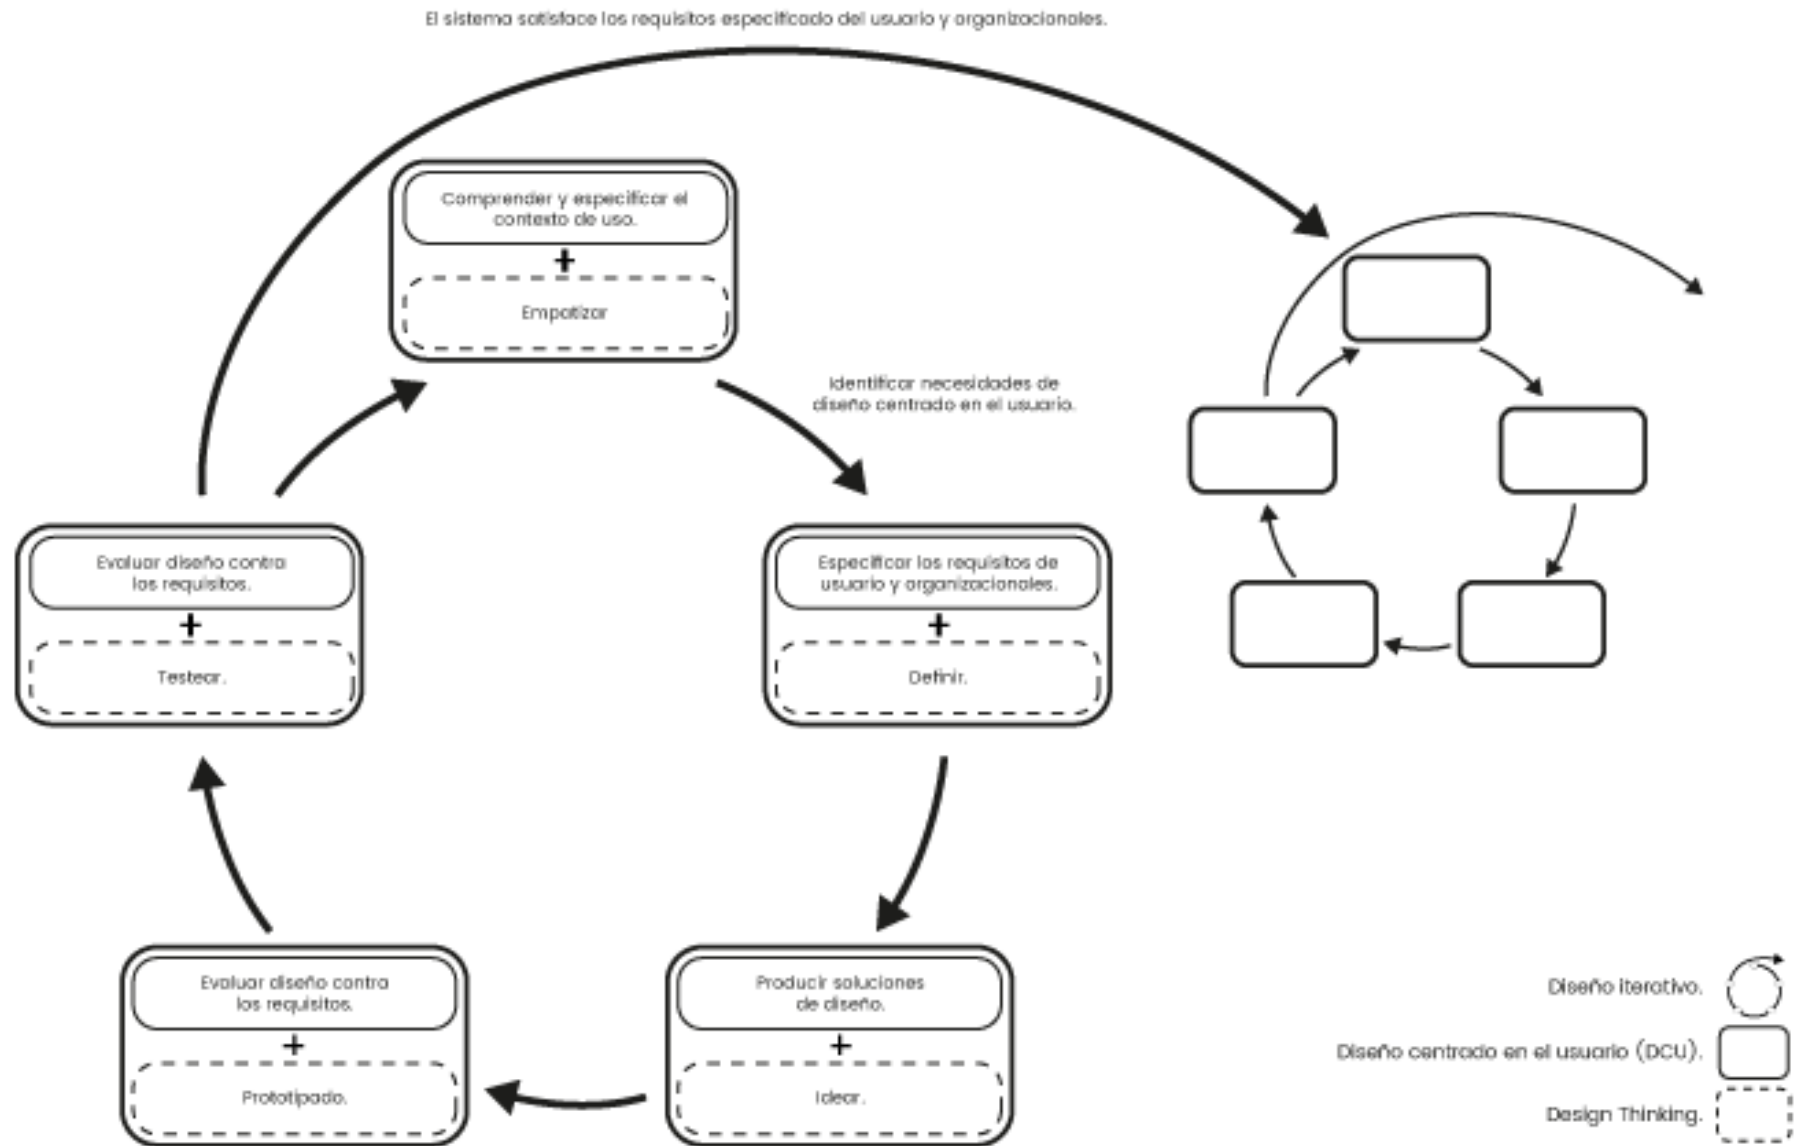 El sistema satisface los requisitos especificado del usuario y organizacionales.
Comprender y especificar el
contexto de uso.
+
Empatizar
Identificar necesidades de
diseño centrado en el usuario.
Evaluar diseño contra
los requisitos.
+
Testear.
Especificar los requisitos de
usuario y organizacionales.
+
Definir.
Evaluar diseño contra
los requisitos.
+
Prototipado.
Producir soluciones
de diseño.
+
Idear.
Diseño iterativo.
Diseño centrado en el usuario (DCU).
Design Thinking.